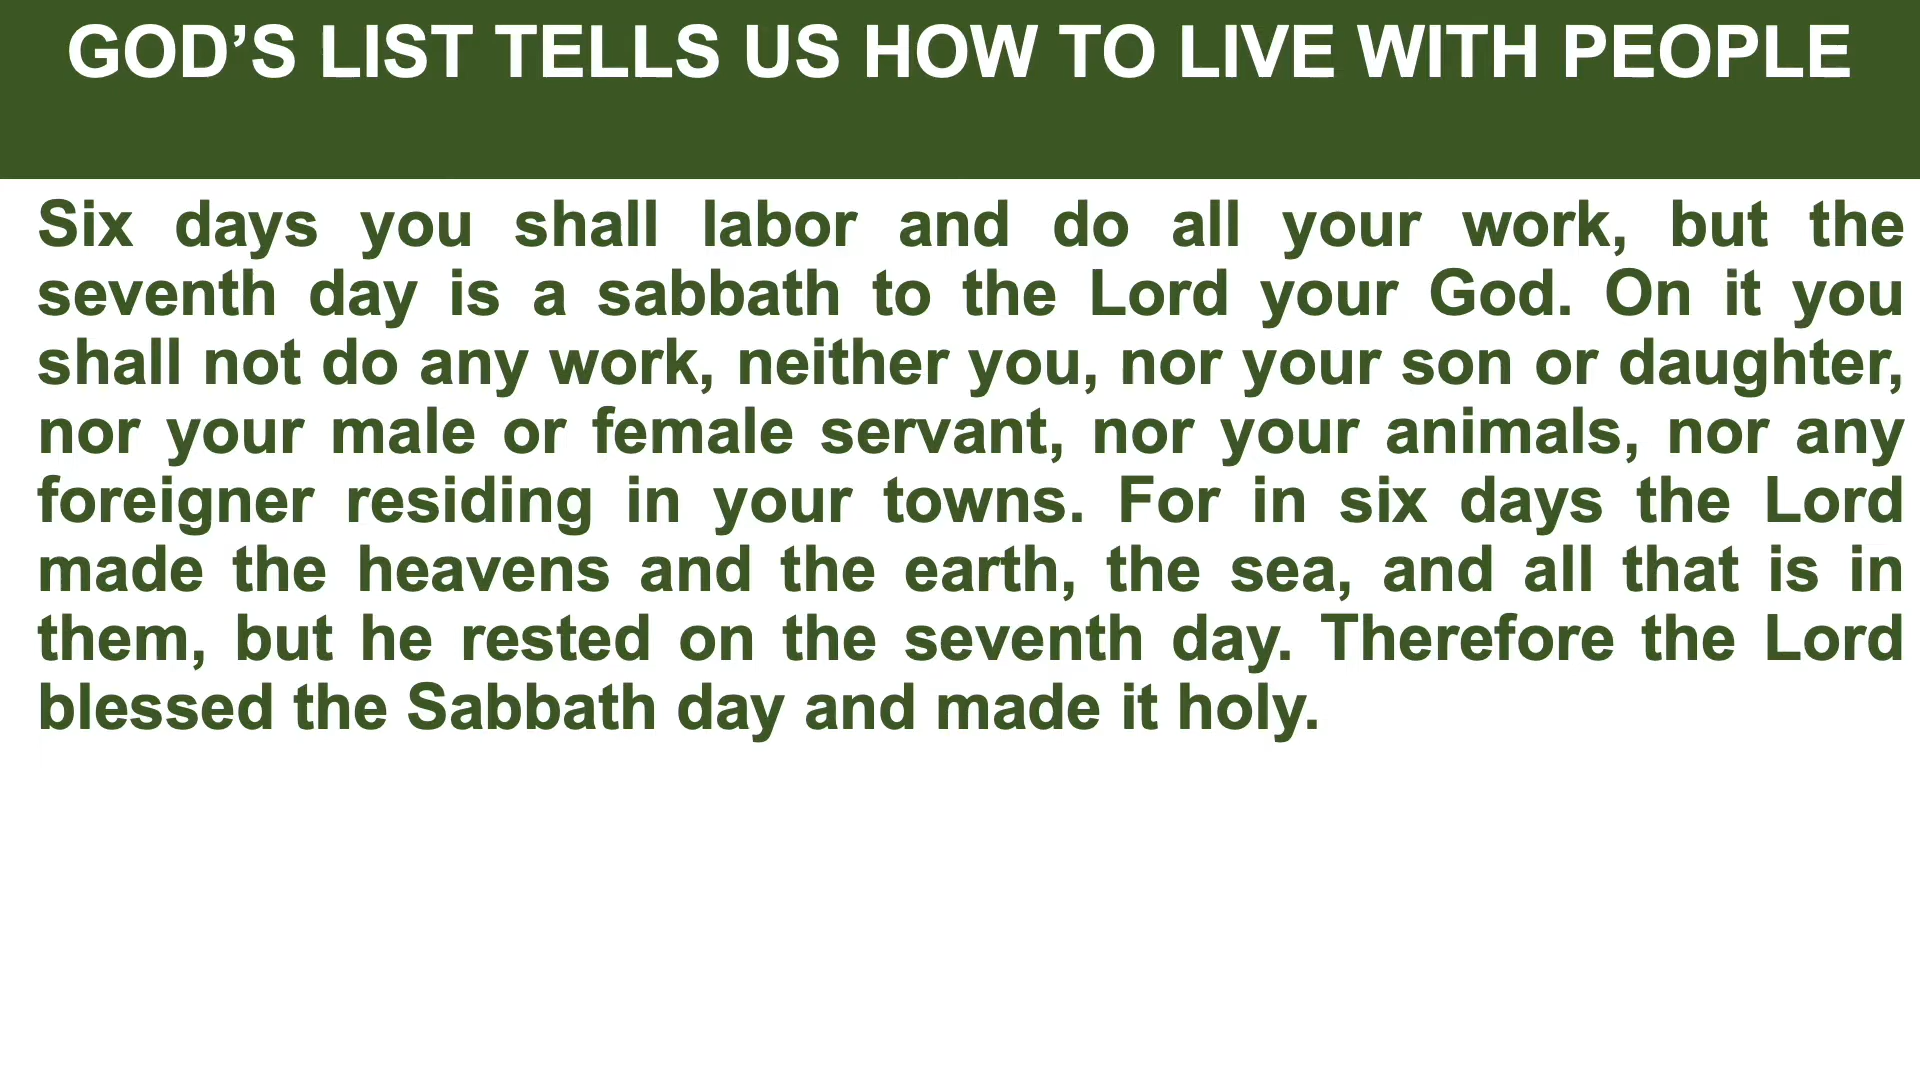 GOD’S LIST TELLS US HOW TO LIVE WITH PEOPLE
Six days you shall labor and do all your work, but the
seventh day is a sabbath to the Lord your God. On it you
shall not do any work, neither you, nor your son or daughter,
nor your male or female servant, nor your animals, nor any
foreigner residing in your towns. For in six days the Lord
made the heavens and the earth, the sea, and all that is in
them, but he rested on the seventh day. Therefore the Lord
blessed the Sabbath day and made it holy.